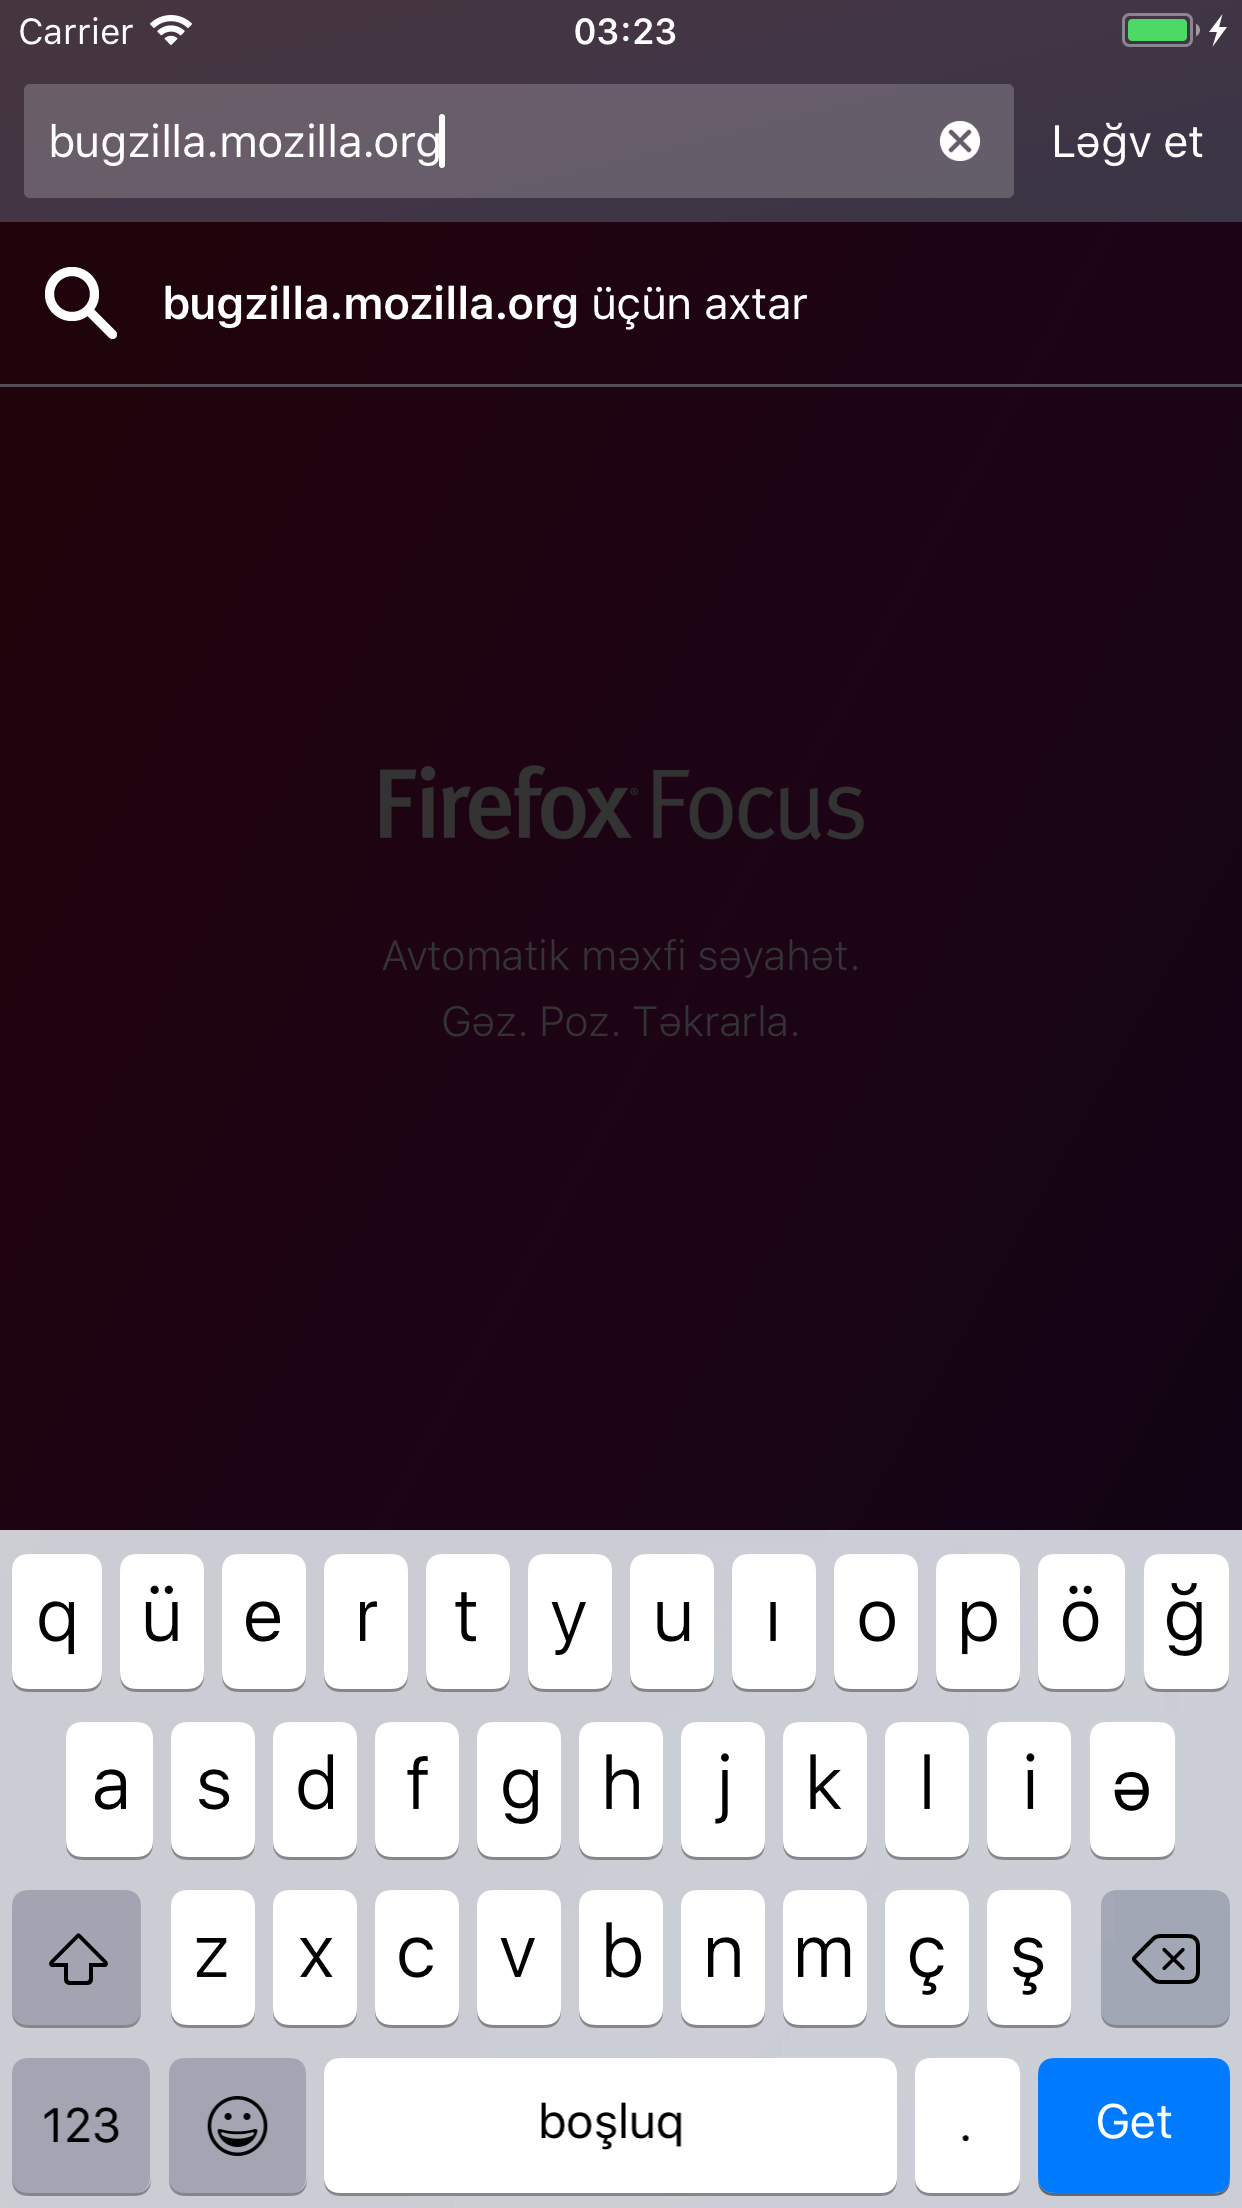 Carrier 03:23
bugzilla.mozilla.org Ləğv et
bugzilla.mozilla.org üçün axtar
Firefox® Focus
Avtomatik məxfi səyahət.
Gəz. Poz. Təkrarla.
q ü e r t y u ı o p ö ğ
a s d f g h j k l i ə
z x c v b n m ç ş
123 boşluq . Get